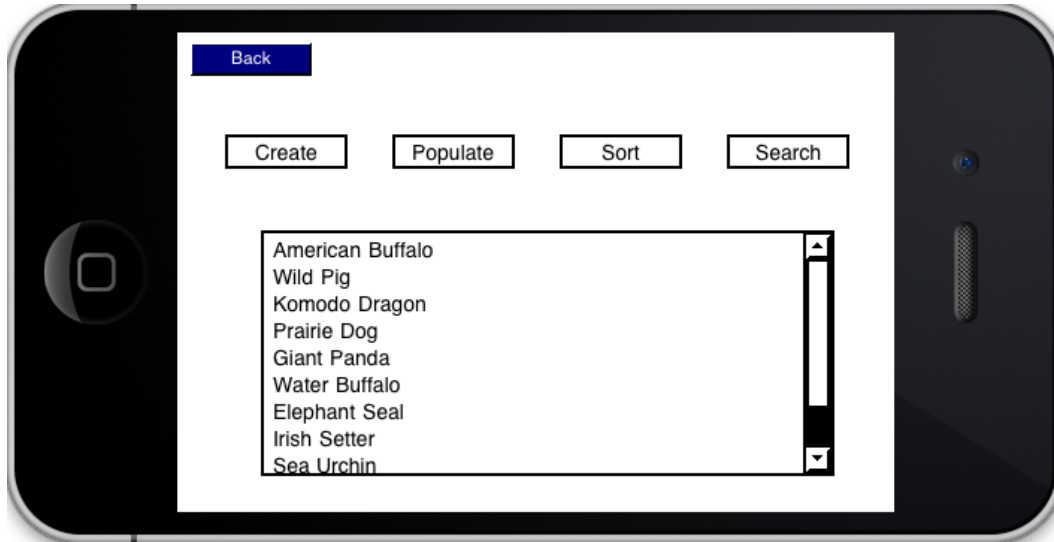 Back
Create Populate Sort Search
American Buffalo
Wild Pig
Komodo Dragon
Prairie Dog
Giant Panda
Water Buffalo
Elephant Seal
Irish Setter
Sea Urchin